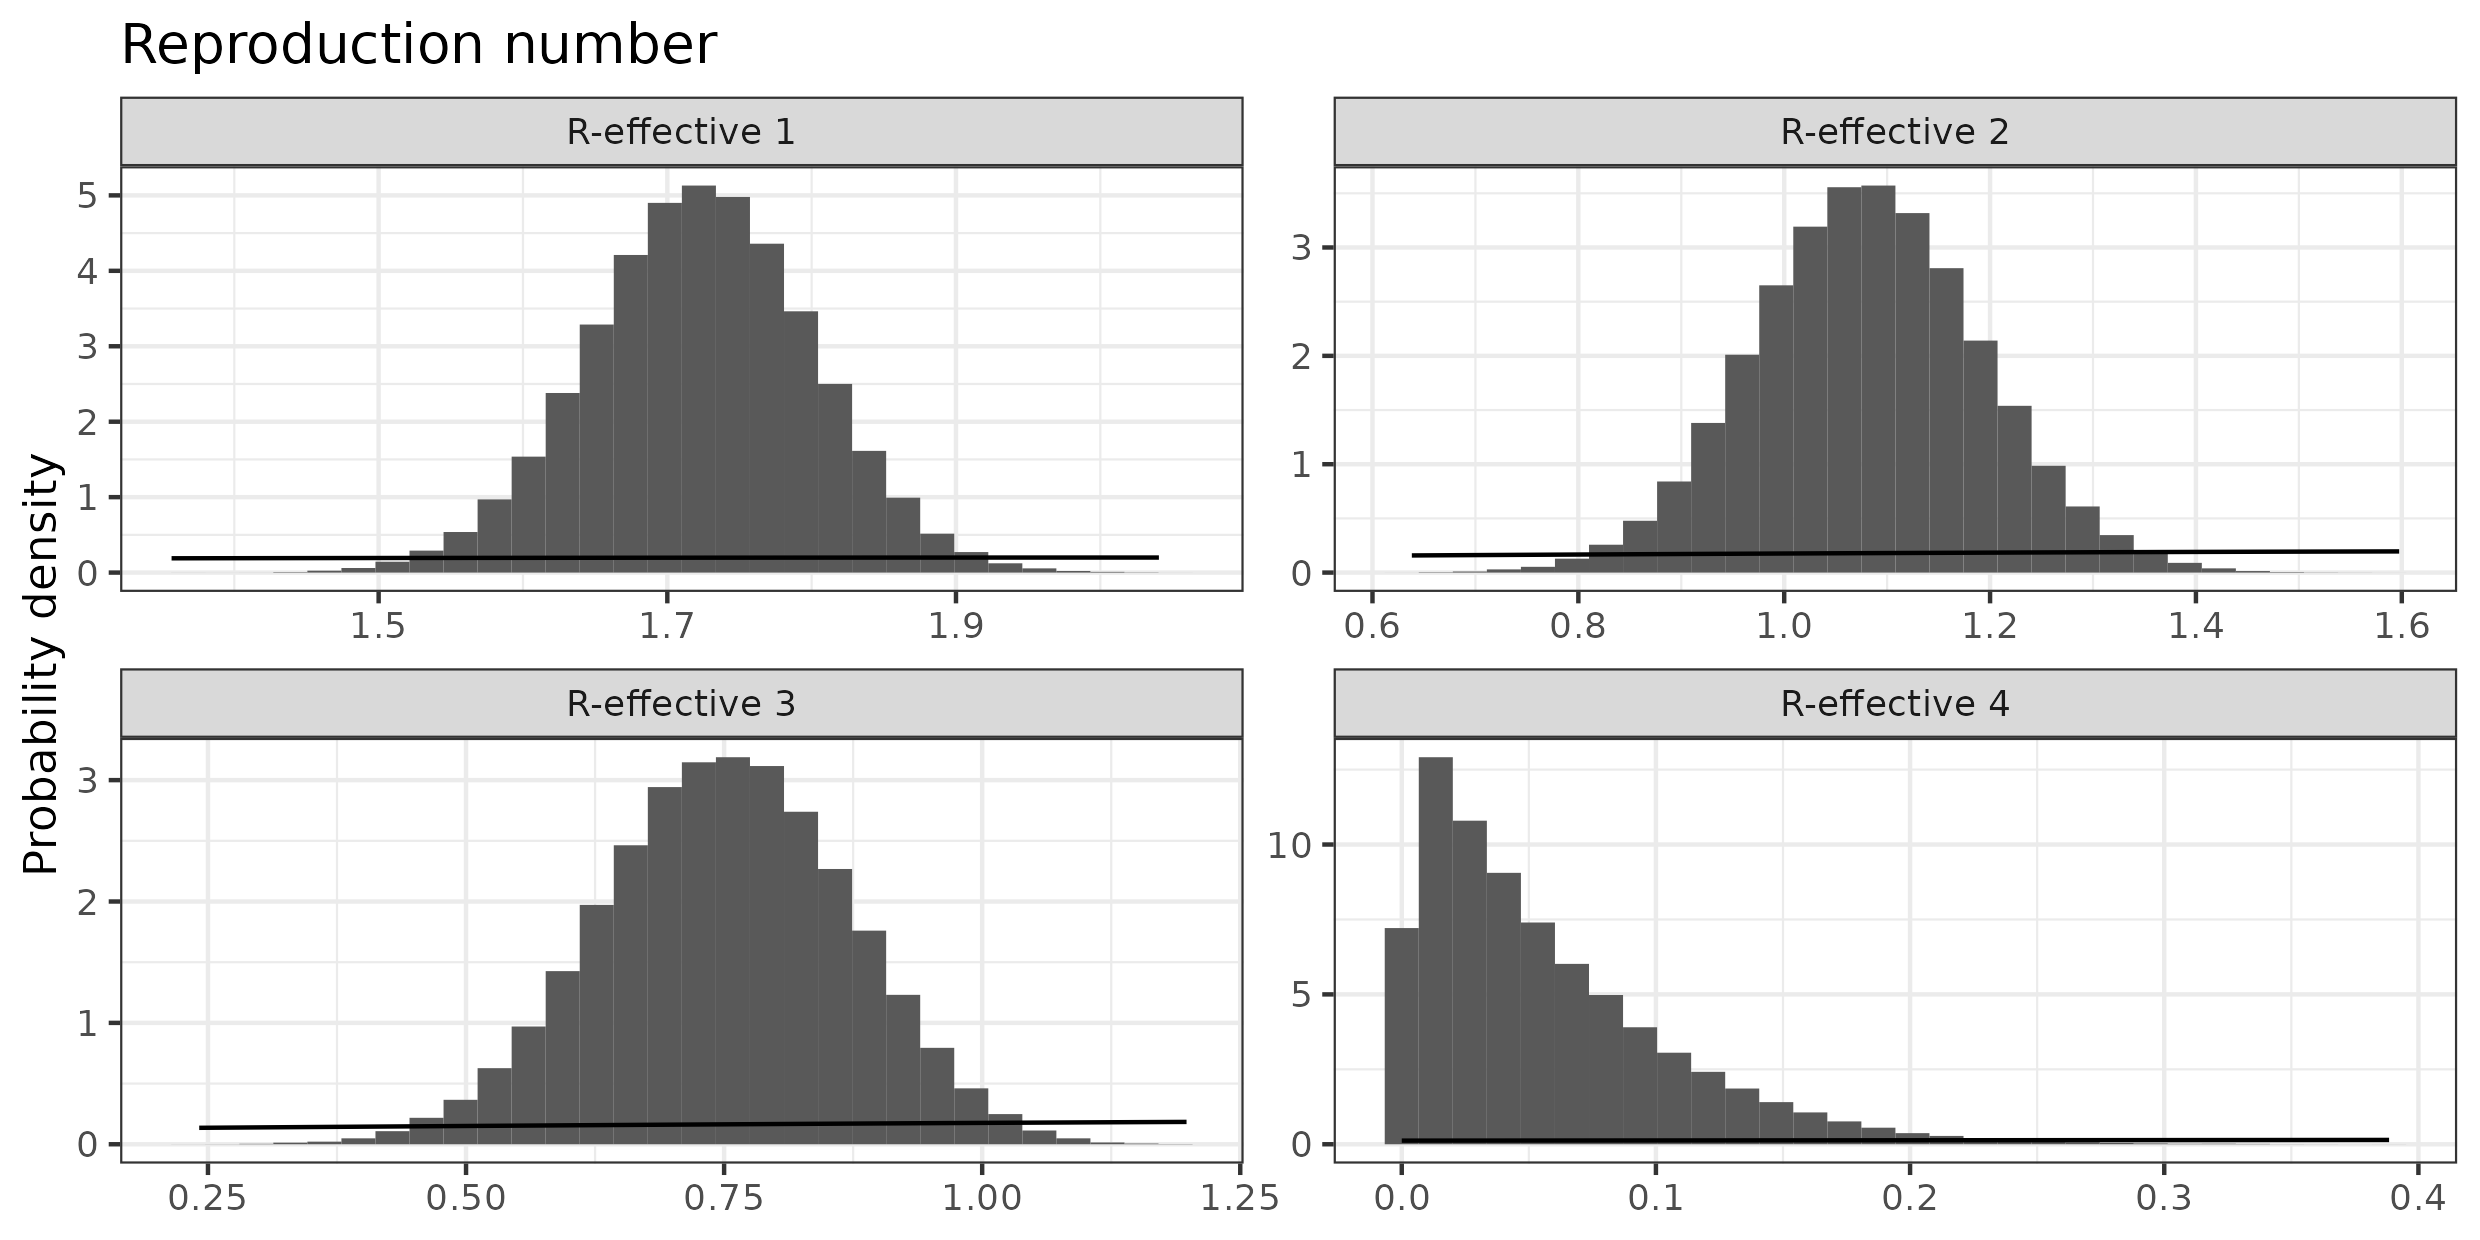 Reproduction number
R-effective 1
R-effective 2
Probability density
5
4
3
2
1
0
1.5 1.7 1.9
3
2
1
0
0.6 0.8 1.0 1.2 1.4 1.6
R-effective 3
R-effective 4
3
2
1
0
0.25 0.50 0.75 1.00 1.25
10
5
0
0.0 0.1 0.2 0.3 0.4